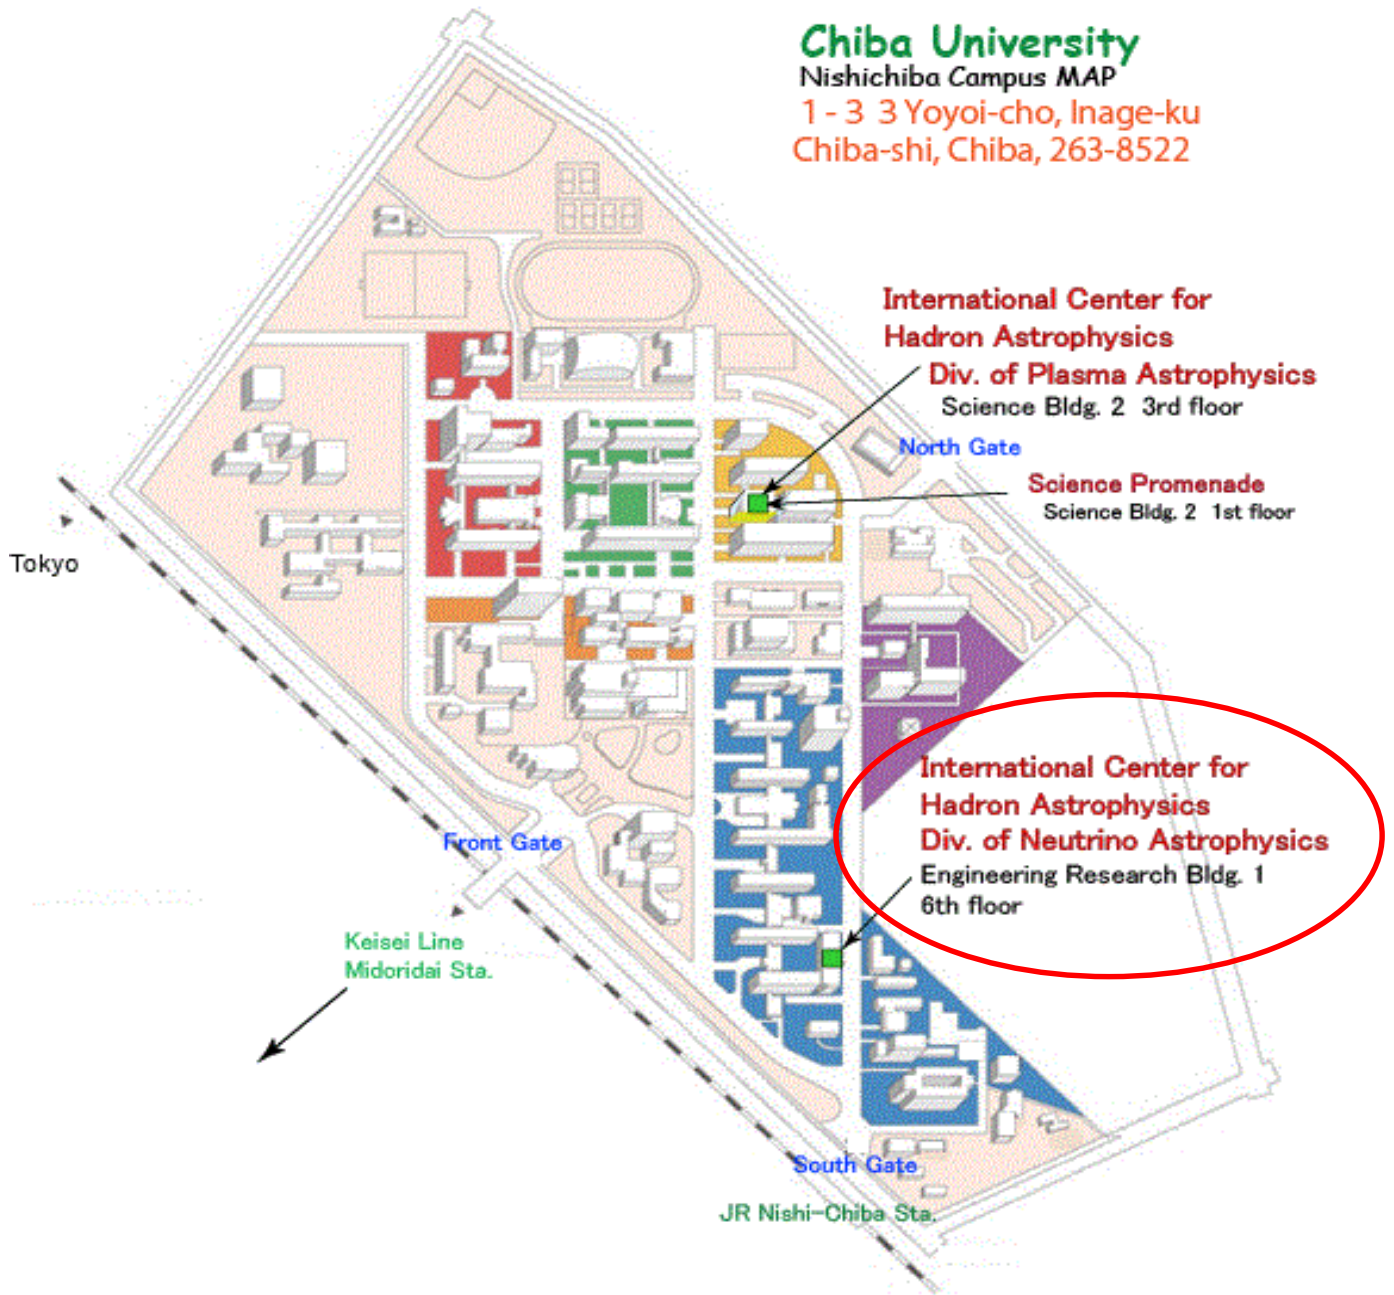 Chiba University
Nishichiba Campus MAP
1 - 3 3 Yoyoi-cho, Inage-ku
Chiba-shi, Chiba, 263-8522
International Center for
Hadron Astrophysics
Div. of Plasma Astrophysics
Science Bldg. 2 3rd floor
North Gate
Science Promenade
Science Bldg. 2 1st floor
Tokyo
International Center for
Hadron Astrophysics
Div. of Neutrino Astrophysics
Engineering Research Bldg. 1
6th floor
Front Gate
Keisei Line
Midoridai Sta.
South Gate
JR Nishi-Chiba Sta.